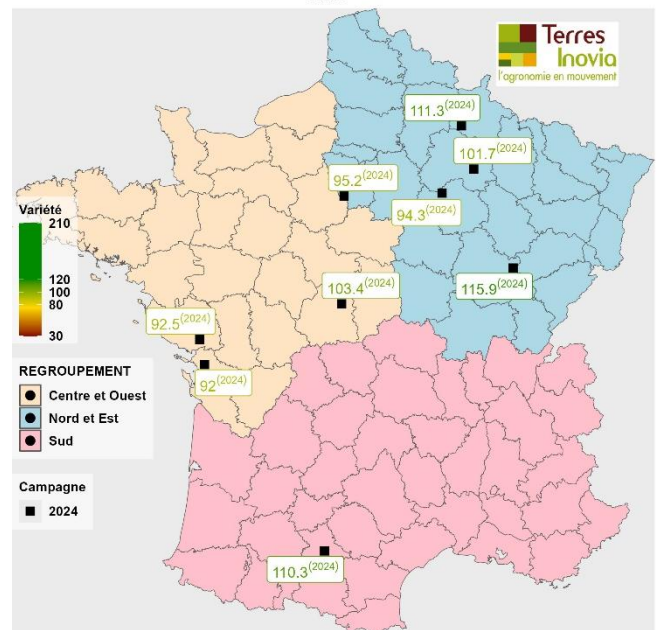 Terres
Inovia
l'agronomie en mouvement
111.3(2024)
101.7(2024)
95.2(2024)
94.3(2024)
Variété
210
120
100
80
30
103.4(2024)
115.9(2024)
92.5(2024)
92(2024)
REGROUPEMENT
Centre et Ouest
Nord et Est
Sud
Campagne
2024
110.3(2024)